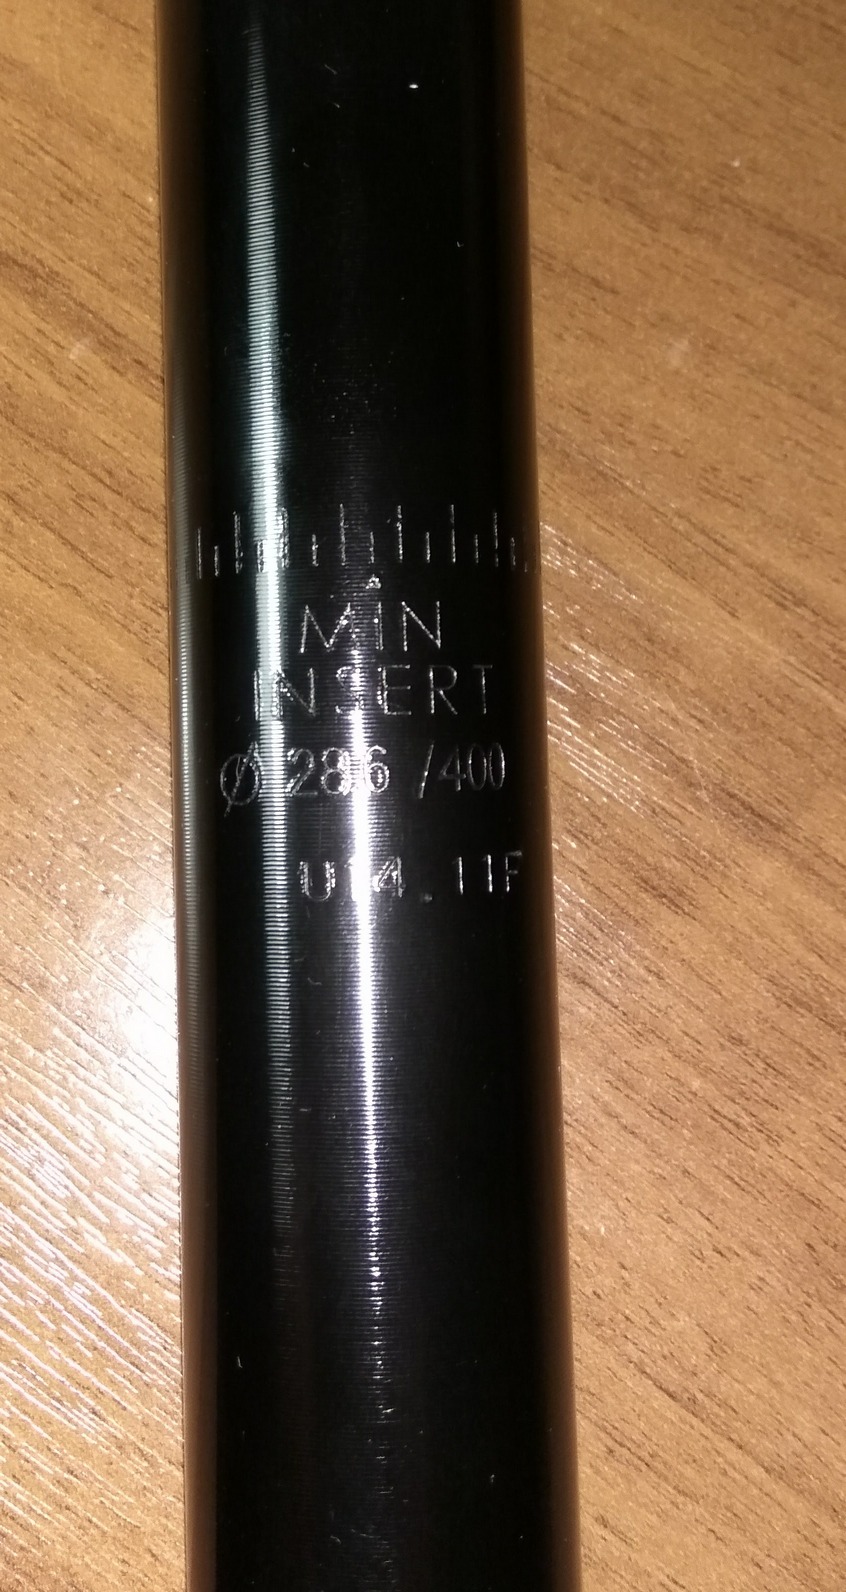 MIN
INSERT
Ø 286 /400
U14.11F